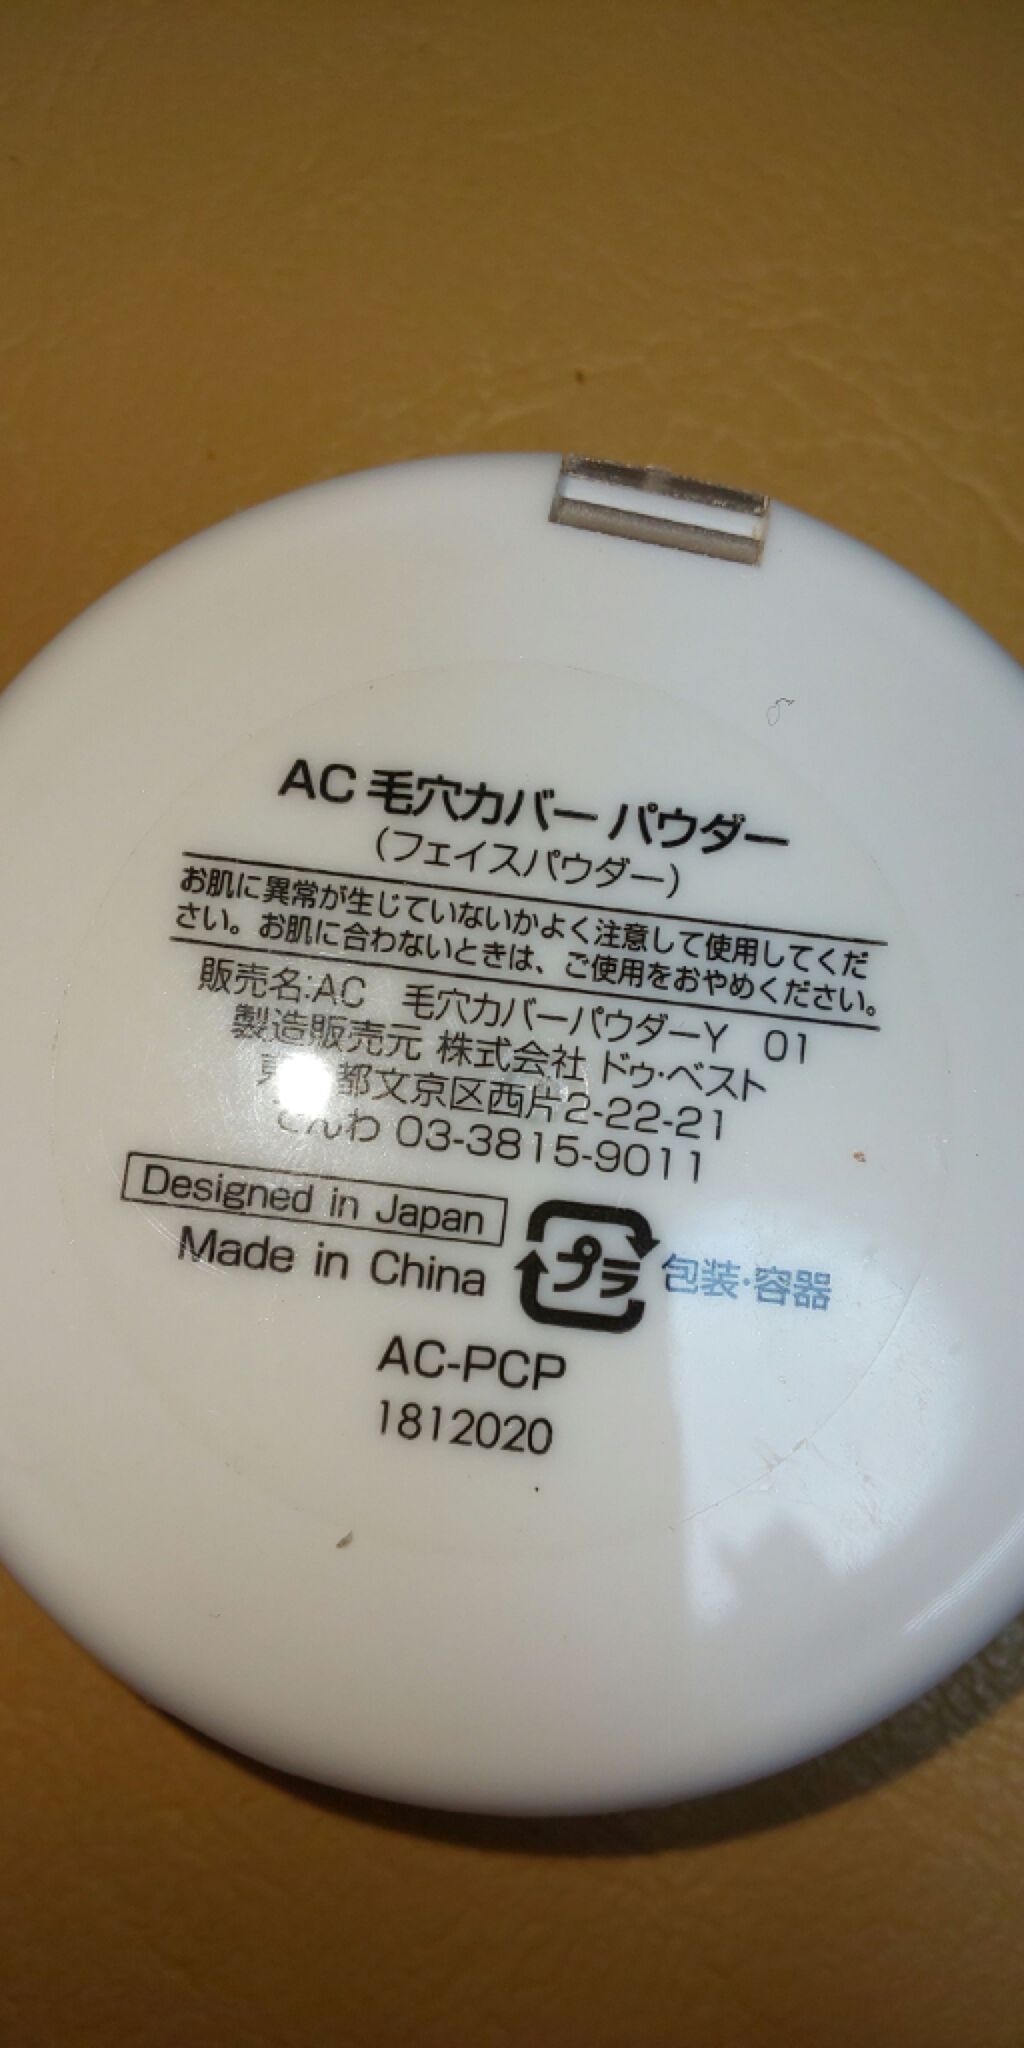 AC 毛穴カバー パウダー
(フェイスパウダー)
お肌に異常が生じていないかよく注意して使用してくだ
さい。お肌に合わないときは、ご使用をおやめください。
販売名:AC 毛穴カバーパウダーY 01
製造販売元 株式会社 ドゥ・ベスト
東 都文京区西片2-22-21
でんわ 03-3815-9011
Designed in Japan
Made in China
プラ 包装・容器
AC-PCP
1812020